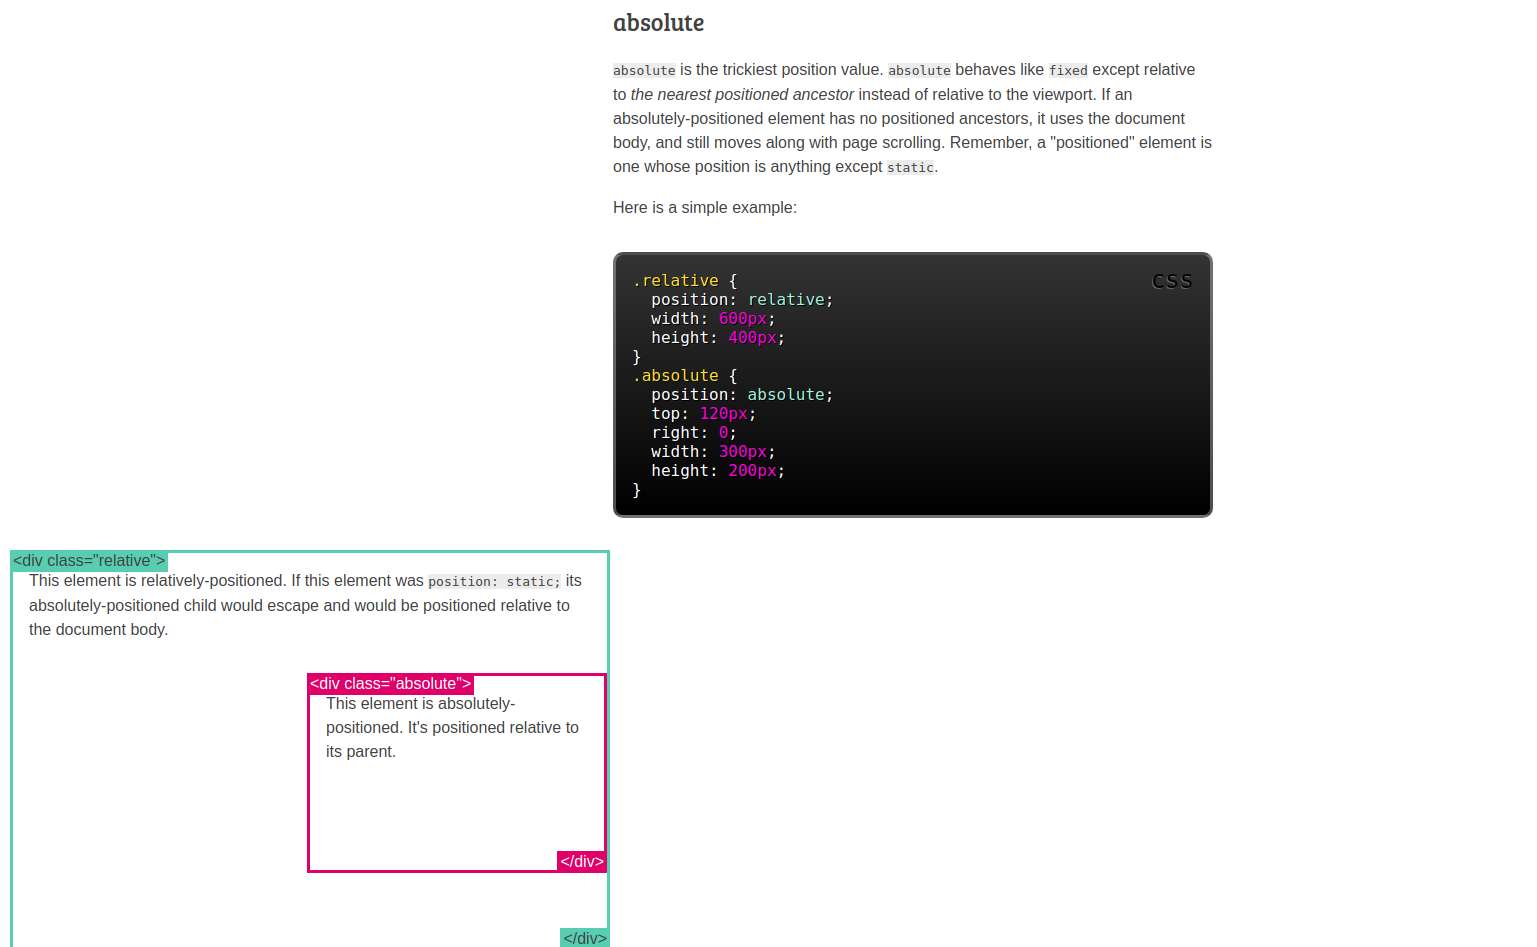 absolute
absolute is the trickiest position value. absolute behaves like fixed except relative
to the nearest positioned ancestor instead of relative to the viewport. If an
absolutely-positioned element has no positioned ancestors, it uses the document
body, and still moves along with page scrolling. Remember, a "positioned" element is
one whose position is anything except static.
Here is a simple example:
CSS
.relative {
  position: relative;
  width: 600px;
  height: 400px;
}
.absolute {
  position: absolute;
  top: 120px;
  right: 0;
  width: 300px;
  height: 200px;
}
<div class="relative">
This element is relatively-positioned. If this element was position: static; its
absolutely-positioned child would escape and would be positioned relative to
the document body.
<div class="absolute">
This element is absolutely-
positioned. It's positioned relative to
its parent.
</div>
</div>